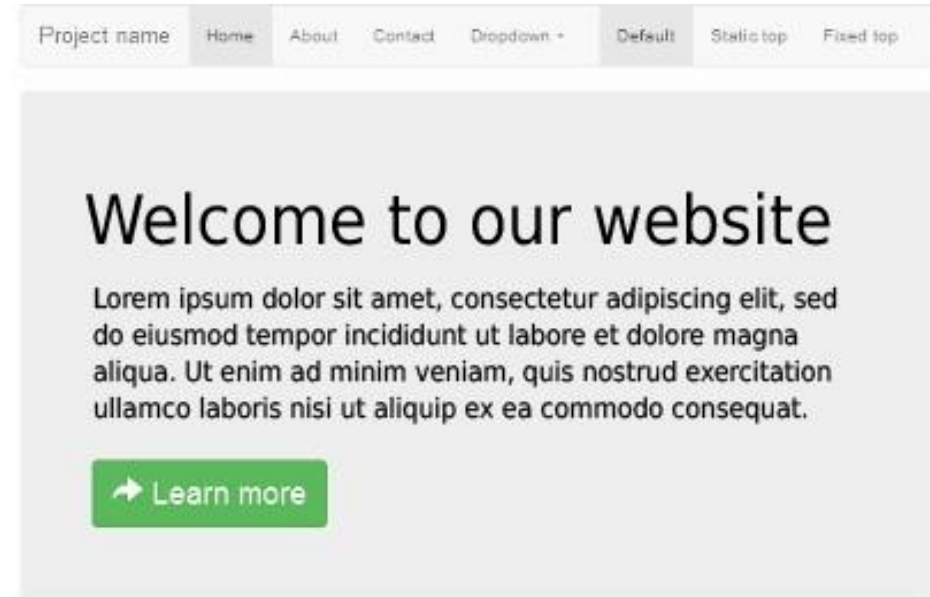 Project name Home About Contact Dropdown Default Static top Fixed top
Welcome to our website
Lorem ipsum dolor sit amet, consectetur adipiscing elit, sed
do eiusmod tempor incididunt ut labore et dolore magna
aliqua. Ut enim ad minim veniam, quis nostrud exercitation
ullamco laboris nisi ut aliquip ex ea commodo consequat.
Learn more